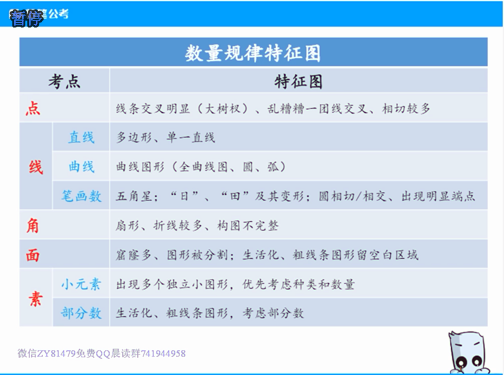 暂停
公考
数量规律特征图
考点 特征图
点 线条交叉明显（大树杈）、乱糟糟一团线交叉、相切较多
线 直线 多边形、单一直线
曲线 曲线图形（全曲线图、圆、弧）
笔画数 五角星；“日”、“田”及其变形；圆相切/相交、出现明显端点
角 扇形、折线较多、构图不完整
面 窟窿多、图形被分割；生活化、粗线条图形留空白区域
素 小元素 出现多个独立小图形，优先考虑种类和数量
部分数 生活化、粗线条图形，考虑部分数
微信ZY81479免费QQ晨读群741944958